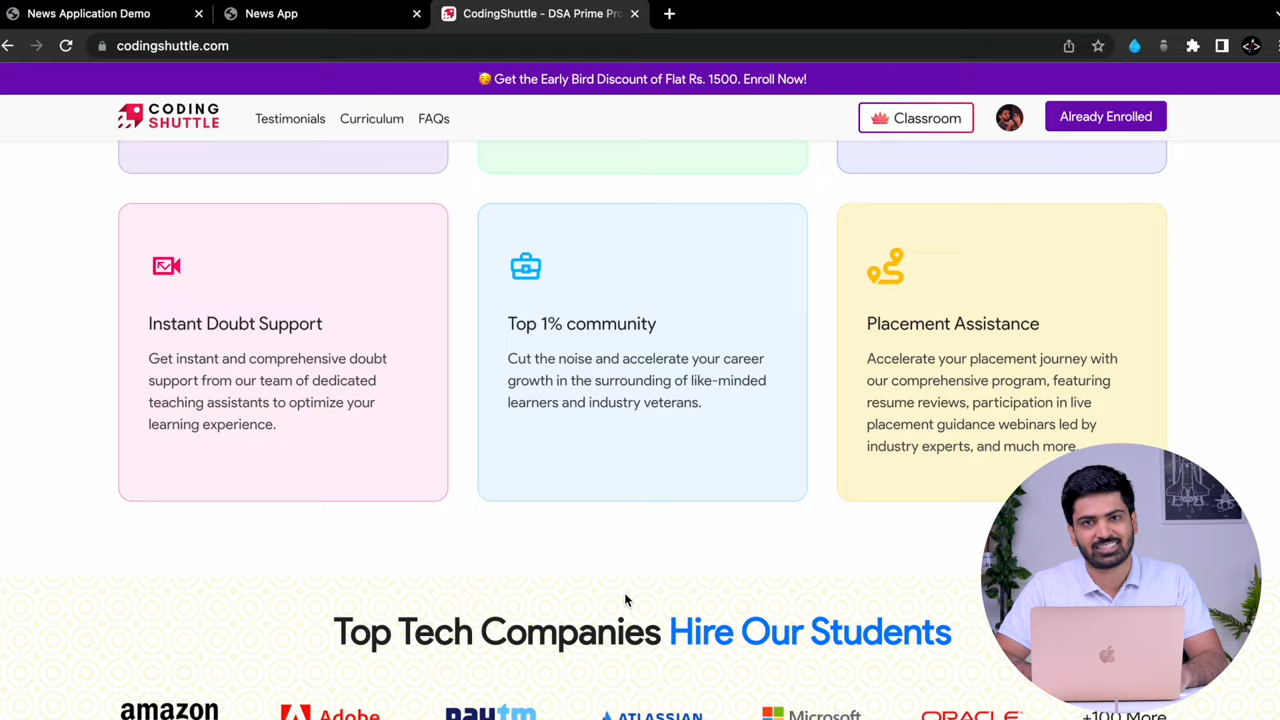 News Application Demo
News App
CodingShuttle - DSA Prime Pro
codingshuttle.com
🥳 Get the Early Bird Discount of Flat Rs. 1500. Enroll Now!
CODING
SHUTTLE
Testimonials
Curriculum
FAQs
Classroom
Already Enrolled
Instant Doubt Support
Get instant and comprehensive doubt
support from our team of dedicated
teaching assistants to optimize your
learning experience.
Top 1% community
Cut the noise and accelerate your career
growth in the surrounding of like-minded
learners and industry veterans.
Placement Assistance
Accelerate your placement journey with
our comprehensive program, featuring
resume reviews, participation in live
placement guidance webinars led by
industry experts, and much more.
Top Tech Companies Hire Our Students
amazon
Adobe
paytm
ATLASSIAN
Microsoft
ORACLE
+100 More